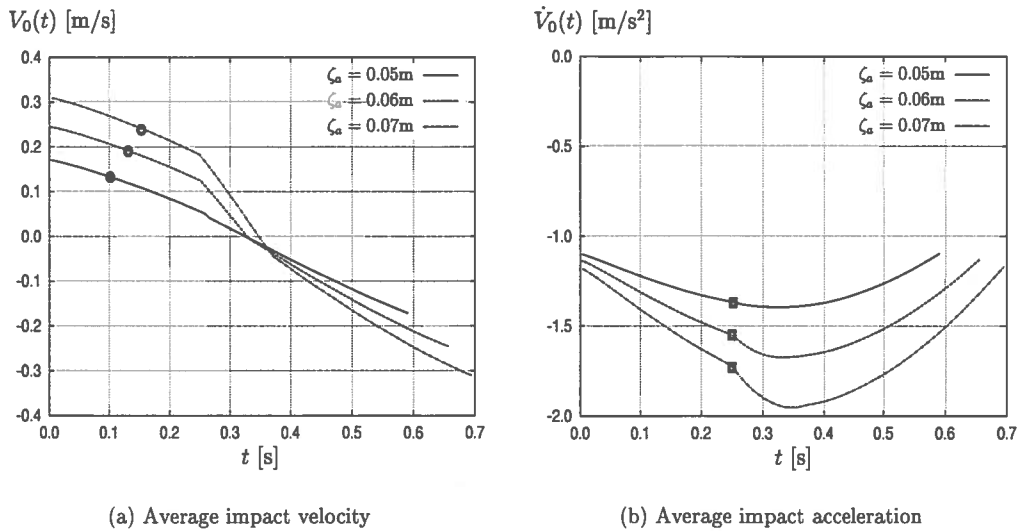 V₀(t) [m/s]
0.4
0.3
0.2
0.1
0.0
-0.1
-0.2
-0.3
-0.4
0.0 0.1 0.2 0.3 0.4 0.5 0.6 0.7
t [s]
ζₐ = 0.05m
ζₐ = 0.06m
ζₐ = 0.07m
(a) Average impact velocity
V̇₀(t) [m/s²]
0.0
-0.5
-1.0
-1.5
-2.0
0.0 0.1 0.2 0.3 0.4 0.5 0.6 0.7
t [s]
ζₐ = 0.05m
ζₐ = 0.06m
ζₐ = 0.07m
(b) Average impact acceleration